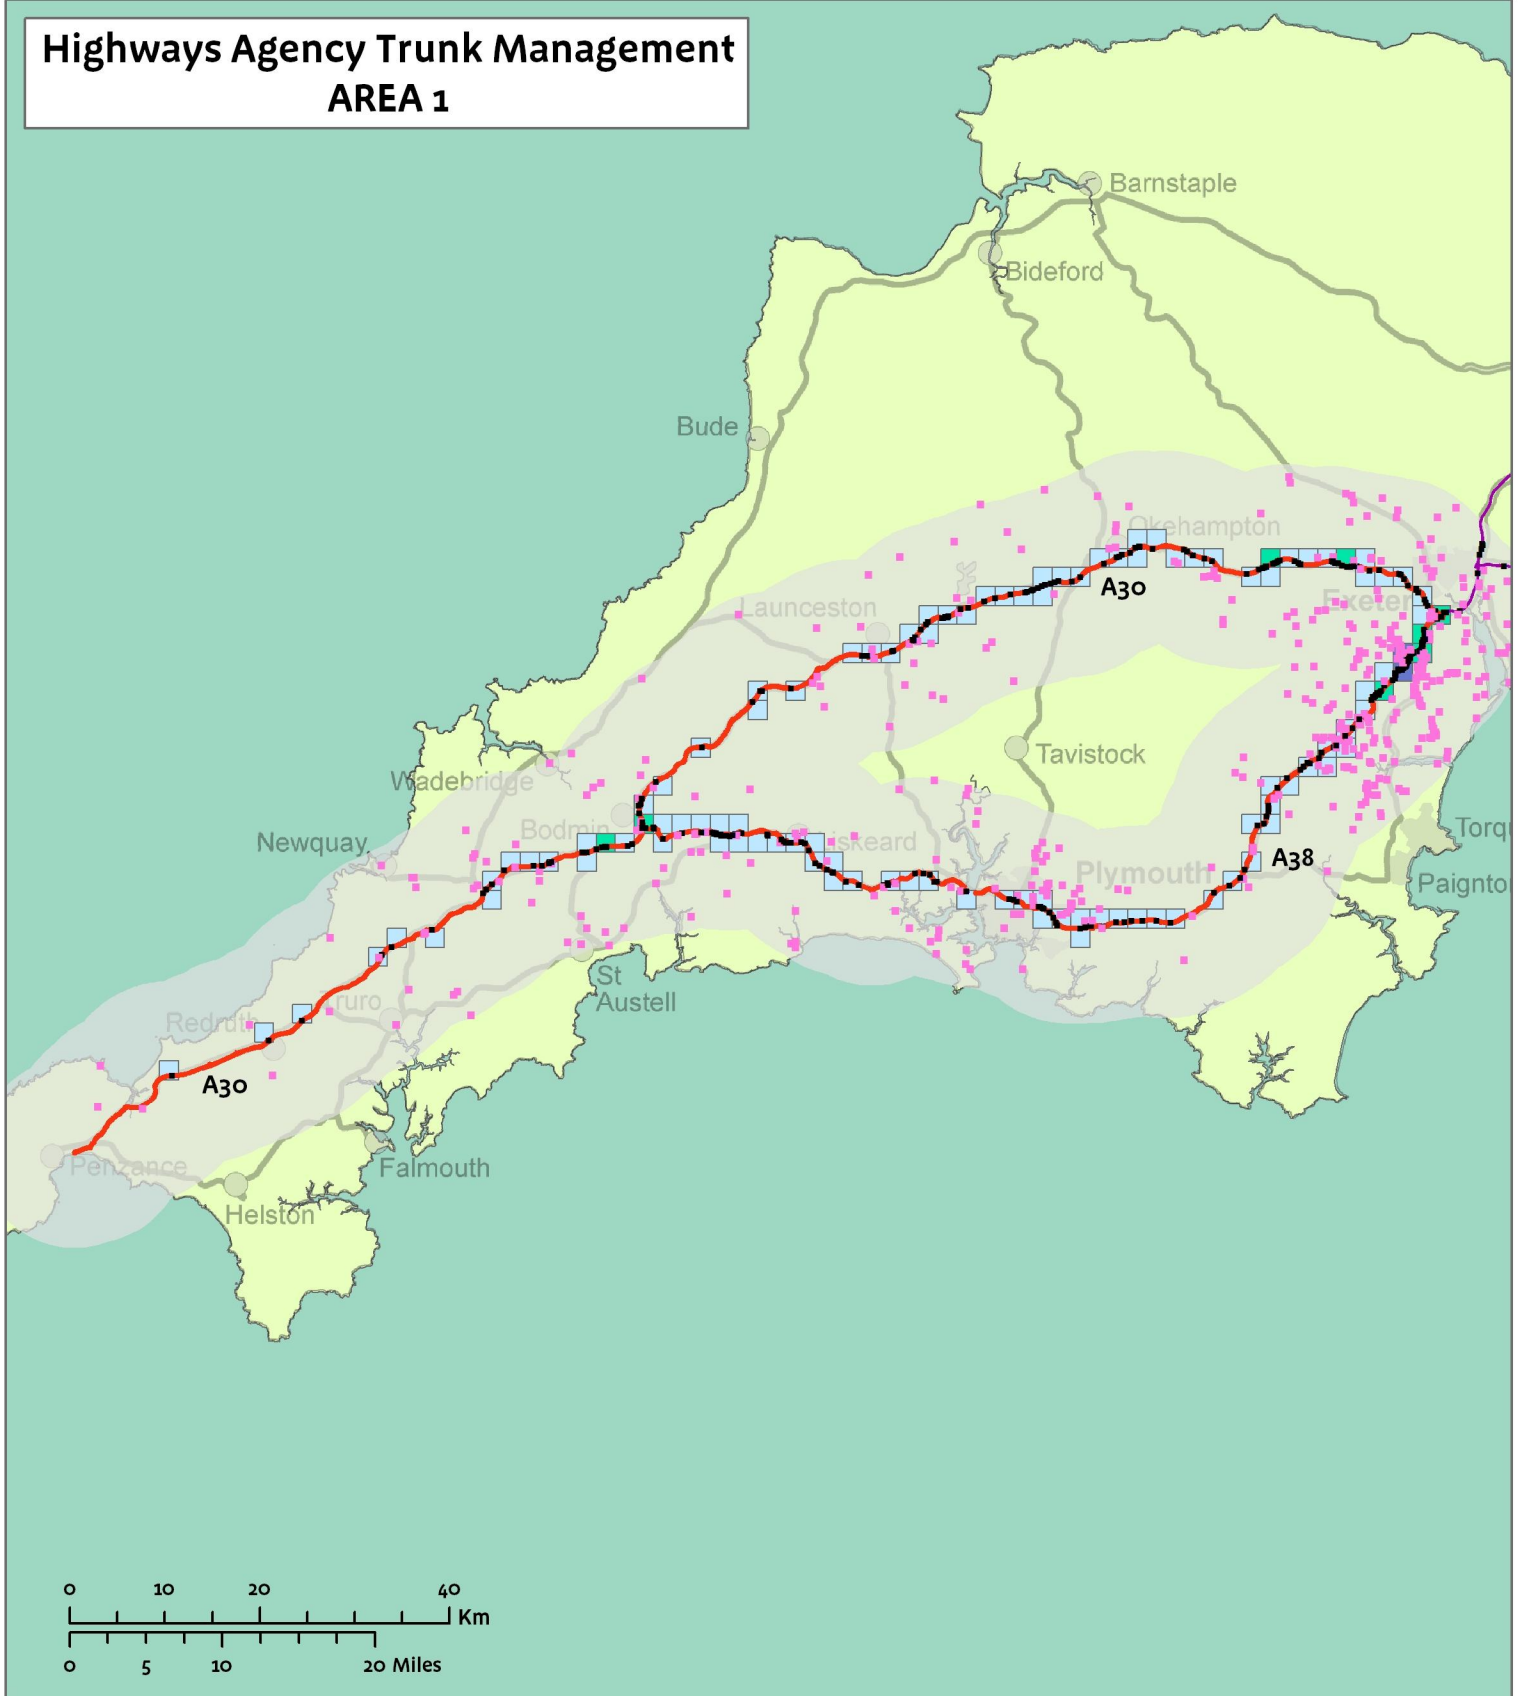 Highways Agency Trunk Management
AREA 1
Barnstaple
Bideford
Bude
Okehampton
A30
Launceston
Exeter
Tavistock
Wadebridge
Bodmin
Liskeard
Newquay
Plymouth
A38
Torqu
Paignto
St
Austell
Truro
Redruth
A30
Penzance
Falmouth
Helston
0 10 20 40
Km
0 5 10 20 Miles